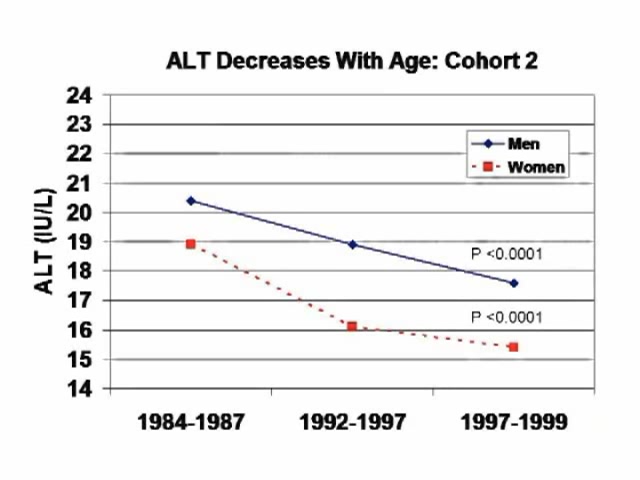 ALT Decreases With Age: Cohort 2
ALT (IU/L)
24
23
22
21
20
19
18
17
16
15
14
Men
Women
P <0.0001
P <0.0001
1984-1987 1992-1997 1997-1999